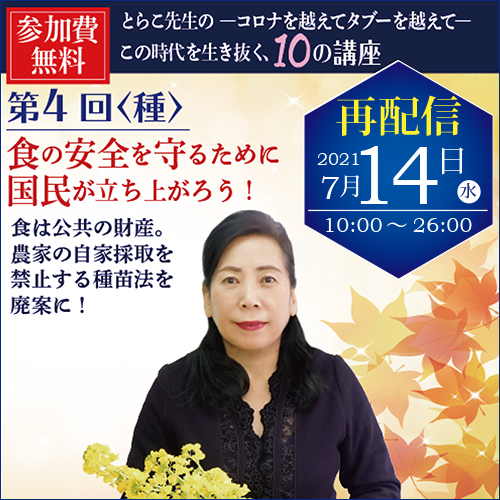 参加費
無料
とらこ先生の ―コロナを越えてタブーを越えて―
この時代を生き抜く、10の講座
第4回〈種〉
食の安全を守るために
国民が立ち上がろう！
食は公共の財産。
農家の自家採取を
禁止する種苗法を
廃案に！
再配信
2021
7月14日㊌
10:00～26:00